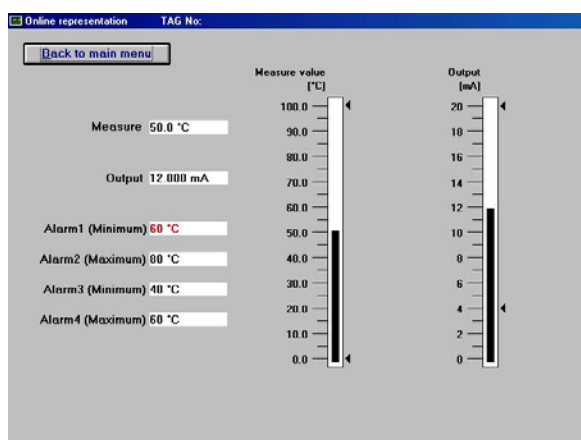 Online representation TAG No:
Back to main menu
Measure value
[°C]
Output
[mA]
Measure 50.0 °C
Output 12.000 mA
Alarm1 (Minimum) 60 °C
Alarm2 (Maximum) 80 °C
Alarm3 (Minimum) 40 °C
Alarm4 (Maximum) 60 °C
100.0
90.0
80.0
70.0
60.0
50.0
40.0
30.0
20.0
10.0
0.0
20
18
16
14
12
10
8
6
4
2
0